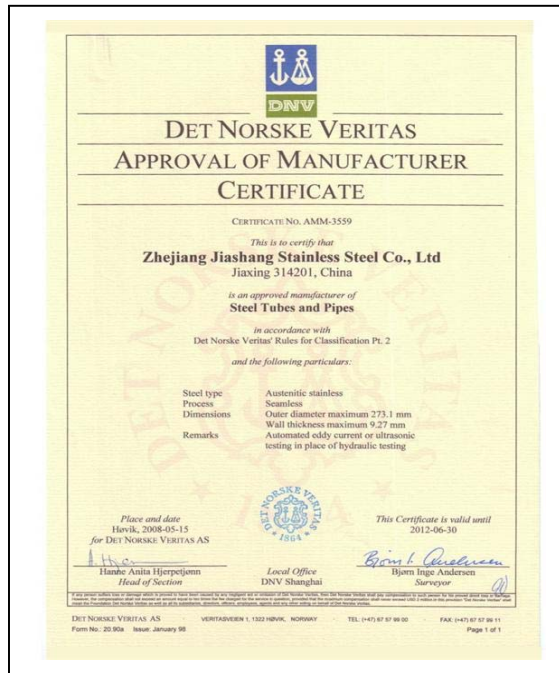 DNV
DET NORSKE VERITAS
APPROVAL OF MANUFACTURER
CERTIFICATE
CERTIFICATE NO. AMM-3559
This is to certify that
Zhejiang Jiashang Stainless Steel Co., Ltd
Jiaxing 314201, China
is an approved manufacturer of
Steel Tubes and Pipes
in accordance with
Det Norske Veritas' Rules for Classification Pt. 2
and the following particulars:
Steel type Austenitic stainless
Process Seamless
Dimensions Outer diameter maximum 273.1 mm
Wall thickness maximum 9.27 mm
Remarks Automated eddy current or ultrasonic
testing in place of hydraulic testing
DET NORSKE VERITAS
1864
Place and date
Høvik, 2008-05-15
for DET NORSKE VERITAS AS
This Certificate is valid until
2012-06-30
Hanne Anita Hjerpetjønn
Head of Section
Local Office
DNV Shanghai
Bjørn Inge Andersen
Surveyor
DET NORSKE VERITAS AS VERITASVEIEN 1, 1322 HØVIK, NORWAY TEL: (+47) 67 57 99 00 FAX: (+47) 67 57 99 11
Form No.: 20.90a Issue: January 98 Page 1 of 1